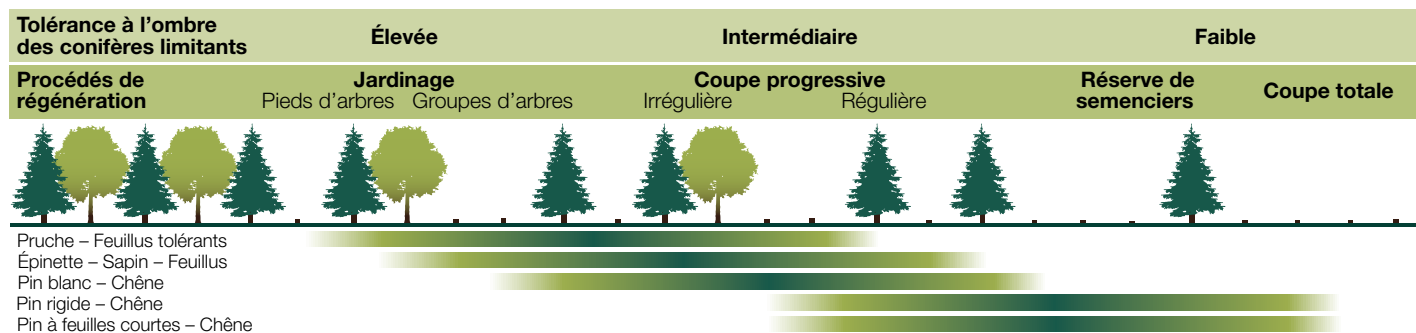 Tolérance à l’ombre
des conifères limitants
Élevée
Intermédiaire
Faible
Procédés de
régénération
Jardinage
Pieds d’arbres
Groupes d’arbres
Coupe progressive
Irrégulière
Régulière
Réserve de
semenciers
Coupe totale
Pruche – Feuillus tolérants
Épinette – Sapin – Feuillus
Pin blanc – Chêne
Pin rigide – Chêne
Pin à feuilles courtes – Chêne